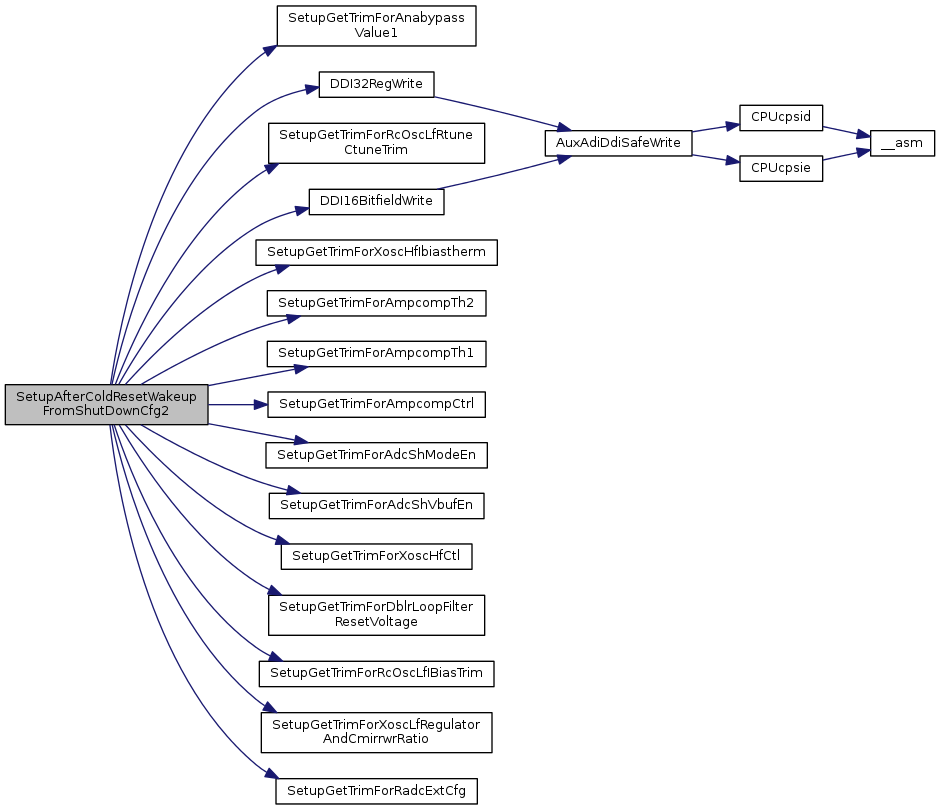 SetupGetTrimForAnabypass
Value1
DDI32RegWrite
SetupGetTrimForRcOscLfRtune
CtuneTrim
DDI16BitfieldWrite
SetupGetTrimForXoscHfIbiastherm
SetupGetTrimForAmpcompTh2
SetupGetTrimForAmpcompTh1
SetupAfterColdResetWakeup
FromShutDownCfg2
SetupGetTrimForAmpcompCtrl
SetupGetTrimForAdcShModeEn
SetupGetTrimForAdcShVbufEn
SetupGetTrimForXoscHfCtl
SetupGetTrimForDblrLoopFilter
ResetVoltage
SetupGetTrimForRcOscLfIBiasTrim
SetupGetTrimForXoscLfRegulator
AndCmirrwrRatio
SetupGetTrimForRadcExtCfg
AuxAdiDdiSafeWrite
CPUcpsid
CPUcpsie
__asm